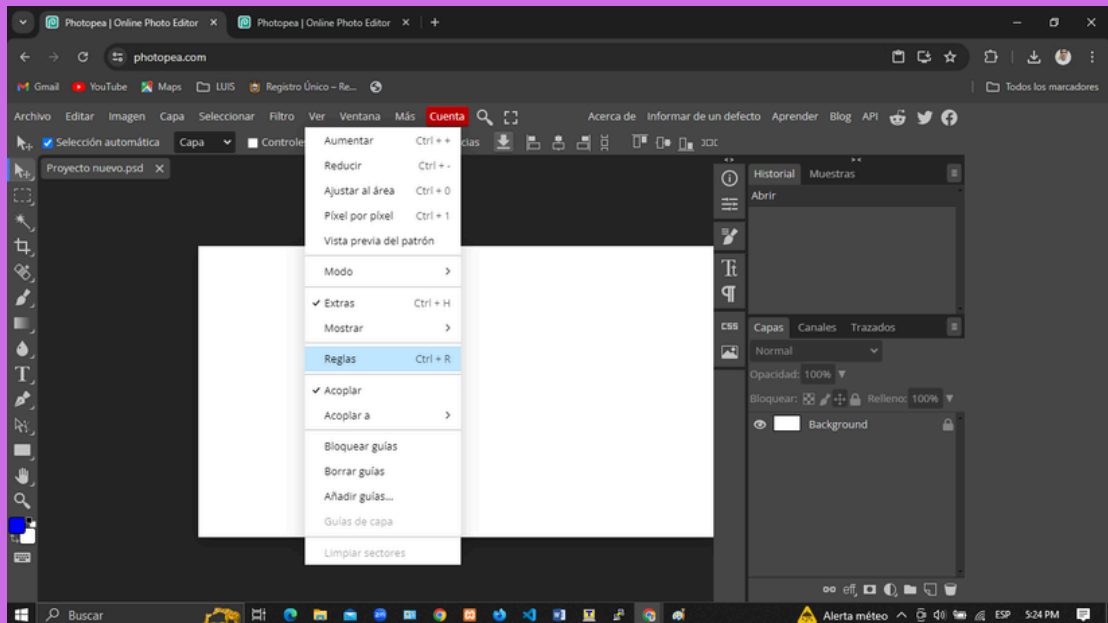 Photopea | Online Photo Editor
Photopea | Online Photo Editor
photopea.com
Gmail YouTube Maps LUIS Registro Único – Re... Todos los marcadores
Archivo Editar Imagen Capa Seleccionar Filtro Ver Ventana Más Cuenta Acerca de Informar de un defecto Aprender Blog API
Selección automática Capa Controle cias
Proyecto nuevo.psd
Aumentar Ctrl + +
Reducir Ctrl + -
Ajustar al área Ctrl + 0
Píxel por píxel Ctrl + 1
Vista previa del patrón
Modo
Extras Ctrl + H
Mostrar
Reglas Ctrl + R
Acoplar
Acoplar a
Bloquear guías
Borrar guías
Añadir guías...
Guías de capa
Limpiar sectores
CSS
Historial Muestras
Abrir
Capas Canales Trazados
Normal
Opacidad: 100%
Bloquear: Relleno: 100%
Background
eff
Buscar Alerta méteo ESP 5:24 PM